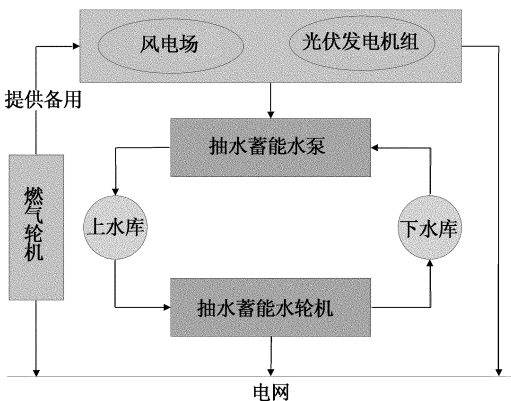 风电场
光伏发电机组
提供备用
抽水蓄能水泵
燃气轮机
上水库
下水库
抽水蓄能水轮机
电网